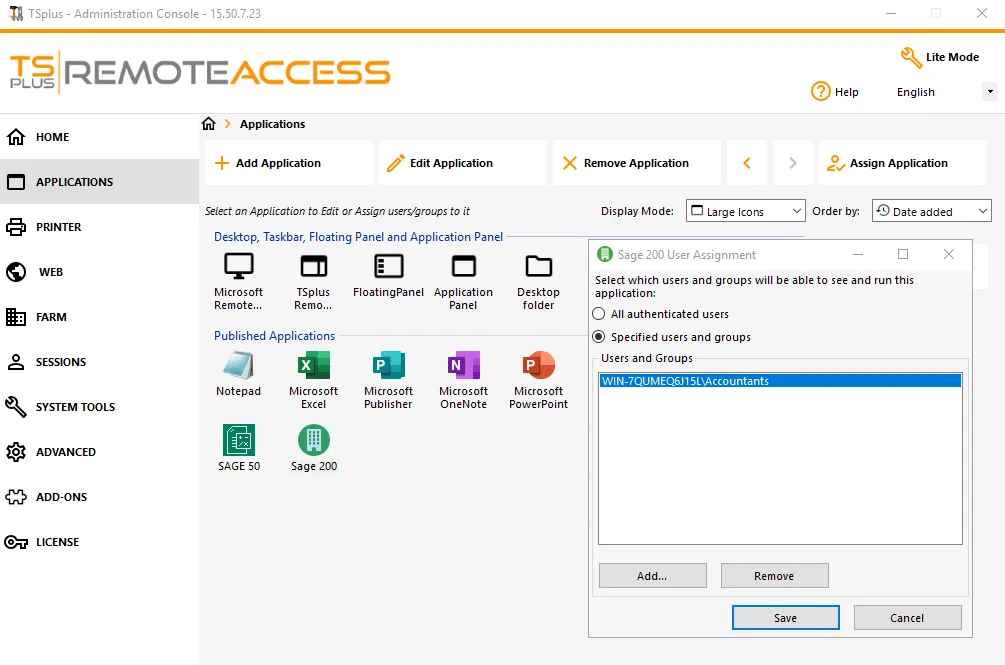 TSplus - Administration Console - 15.50.7.23
TS PLUS REMOTEACCESS
Lite Mode
Help
English
HOME
APPLICATIONS
PRINTER
WEB
FARM
SESSIONS
SYSTEM TOOLS
ADVANCED
ADD-ONS
LICENSE
Applications
Add Application
Edit Application
Remove Application
Assign Application
Select an Application to Edit or Assign users/groups to it
Display Mode:
Large Icons
Order by:
Date added
Desktop, Taskbar, Floating Panel and Application Panel
Microsoft
Remote...
TSplus
Remo...
FloatingPanel
Application
Panel
Desktop
folder
Published Applications
Notepad
Microsoft
Excel
Microsoft
Publisher
Microsoft
OneNote
Microsoft
PowerPoint
SAGE 50
Sage 200
Sage 200 User Assignment
Select which users and groups will be able to see and run this
application:
All authenticated users
Specified users and groups
Users and Groups
WIN-7QUMEQ6J15L\Accountants
Add...
Remove
Save
Cancel